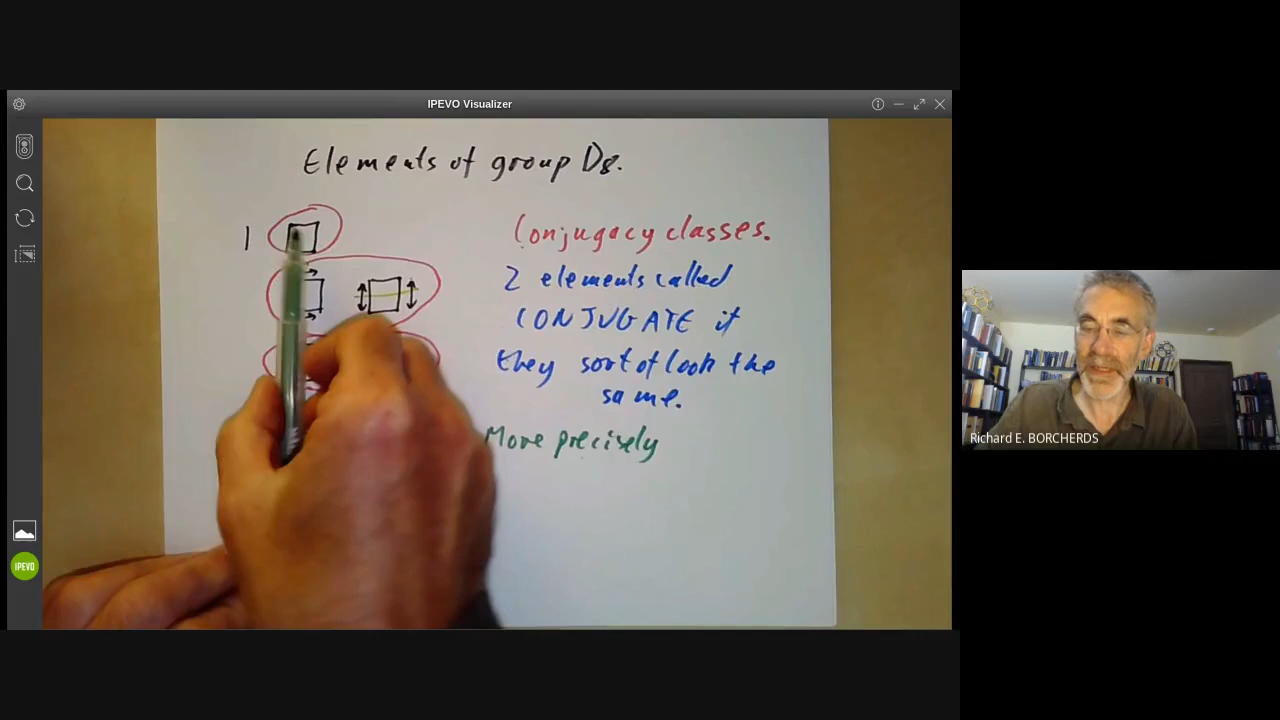 IPEVO Visualizer
Elements of group D8.
1
Conjugacy classes.
2 elements called
CONJUGATE if
they sort of look the
same.
More precisely
IPEVO
Richard E. BORCHERDS